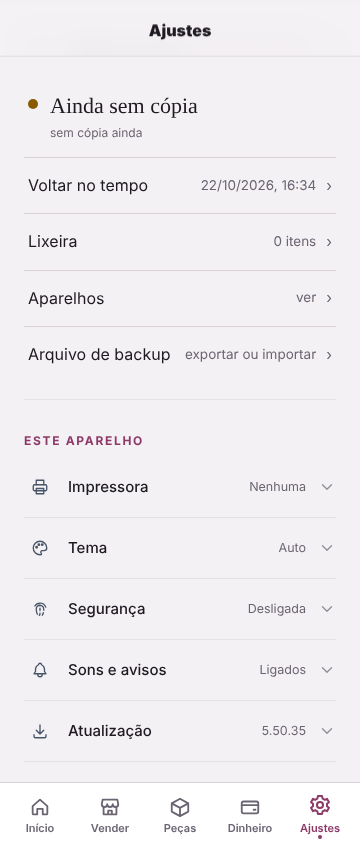 Ajustes
Ainda sem cópia
sem cópia ainda
Voltar no tempo 22/10/2026, 16:34 ›
Lixeira 0 itens ›
Aparelhos ver ›
Arquivo de backup exportar ou importar ›
ESTE APARELHO
Impressora Nenhuma
Tema Auto
Segurança Desligada
Sons e avisos Ligados
Atualização 5.50.35
Início Vender Peças Dinheiro Ajustes